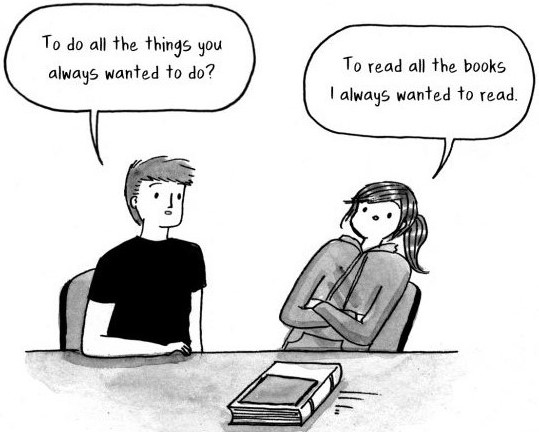 To do all the things you
always wanted to do?
To read all the books
I always wanted to read.